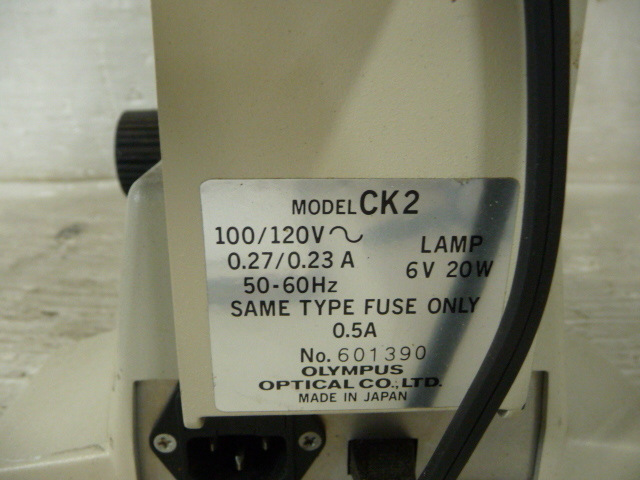 MODEL CK2
100/120V~
0.27/0.23 A
50-60Hz
LAMP
6V 20W
SAME TYPE FUSE ONLY
0.5A
No. 601390
OLYMPUS
OPTICAL CO., LTD.
MADE IN JAPAN